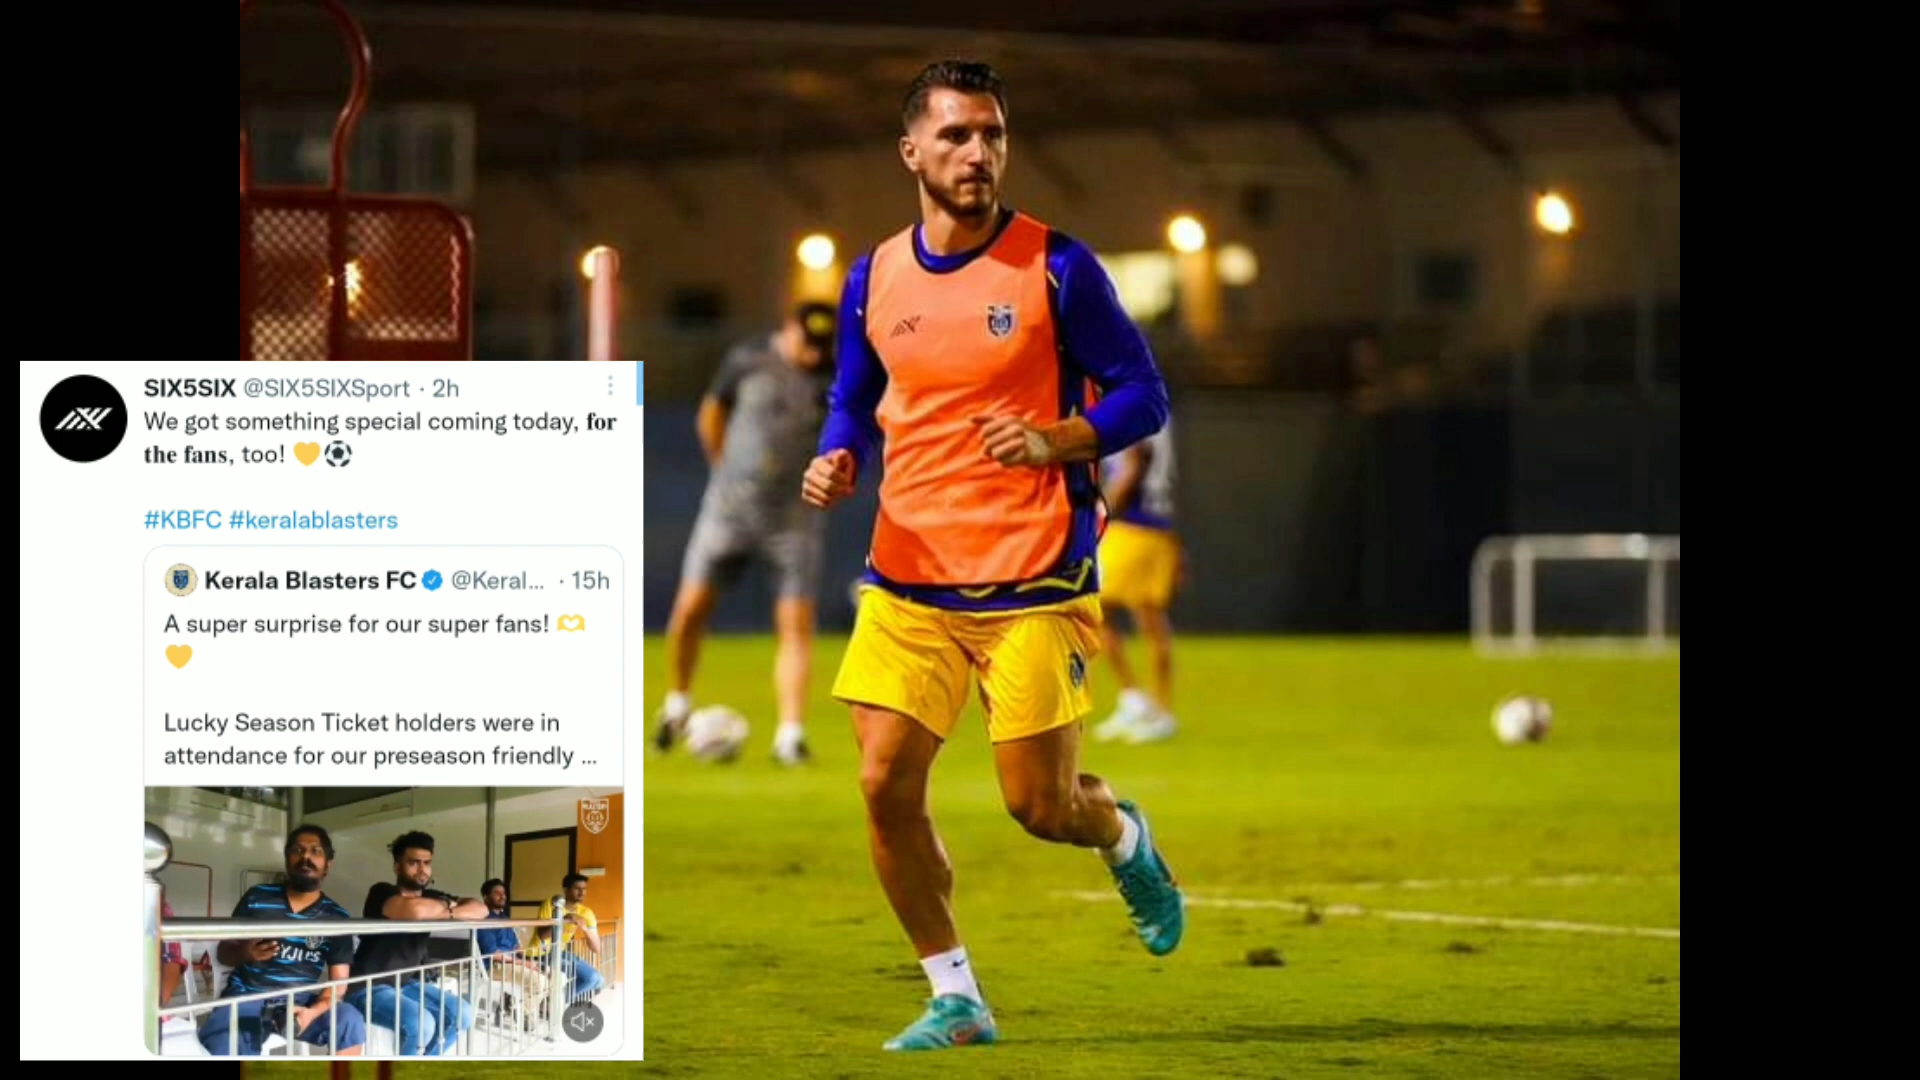 SIX5SIX @SIX5SIXSport · 2h
We got something special coming today, for
the fans, too! 💛⚽
#KBFC #keralablasters
Kerala Blasters FC @Keral... · 15h
A super surprise for our super fans! 🫶
💛
Lucky Season Ticket holders were in
attendance for our preseason friendly ...